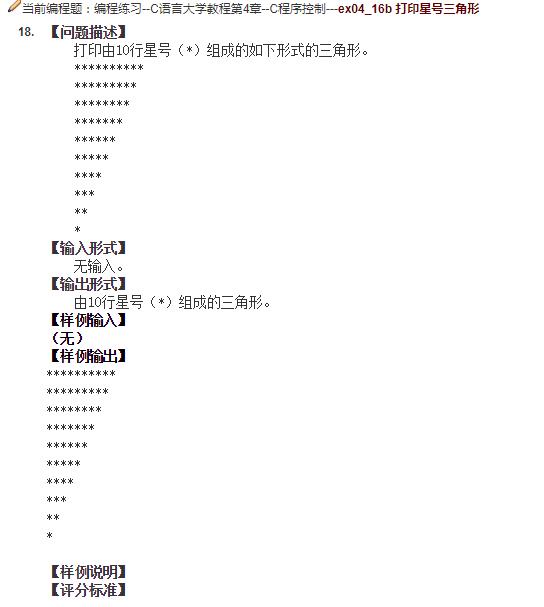 当前编程题：编程练习--C语言大学教程第4章--C程序控制---ex04_16b 打印星号三角形
18. 【问题描述】
打印由10行星号（*）组成的如下形式的三角形。
**********
*********
********
*******
******
*****
****
***
**
*
【输入形式】
无输入。
【输出形式】
由10行星号（*）组成的三角形。
【样例输入】
（无）
【样例输出】
**********
*********
********
*******
******
*****
****
***
**
*
【样例说明】
【评分标准】